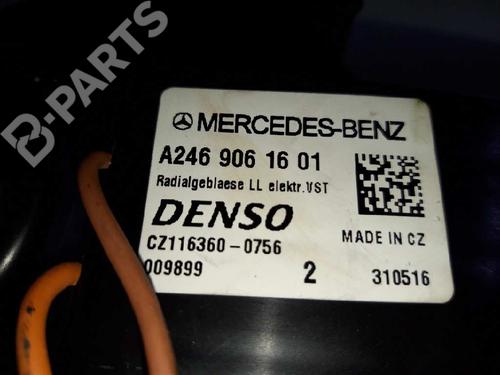 B-PARTS
MERCEDES-BENZ
A246 906 16 01
Radialgeblaese LL elektr.VST
DENSO
CZ116360-0756 MADE IN CZ
009899 2 310516